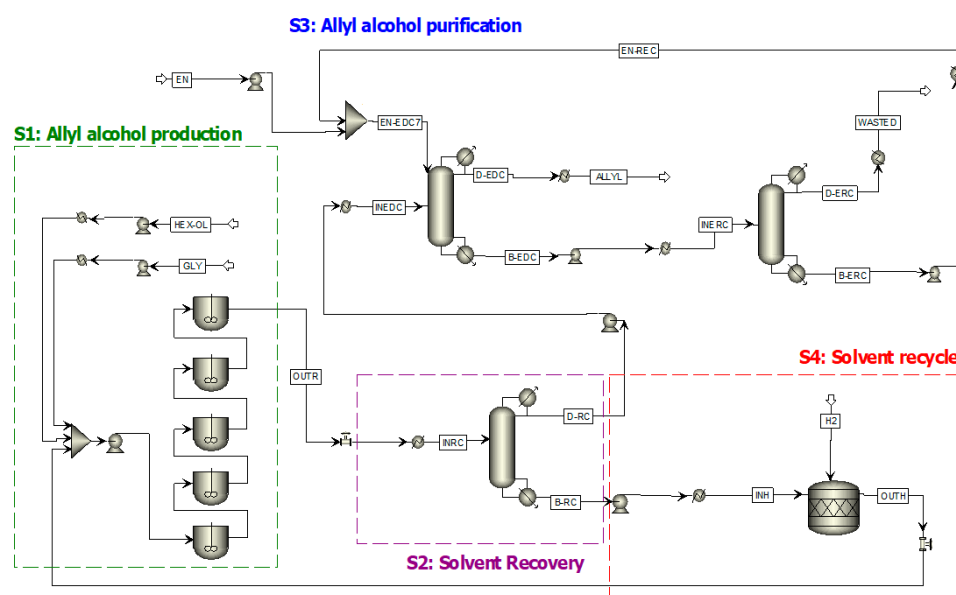 S3: Allyl alcohol purification
EN-REC
EN
EN-EDC7
WASTED
S1: Allyl alcohol production
D-EDC
ALLYL
D-ERC
INEDC
HEX-OL
INERC
B-EDC
GLY
B-ERC
S4: Solvent recycle
OUTR
D-RC
H2
INRC
B-RC
INH
OUTH
S2: Solvent Recovery